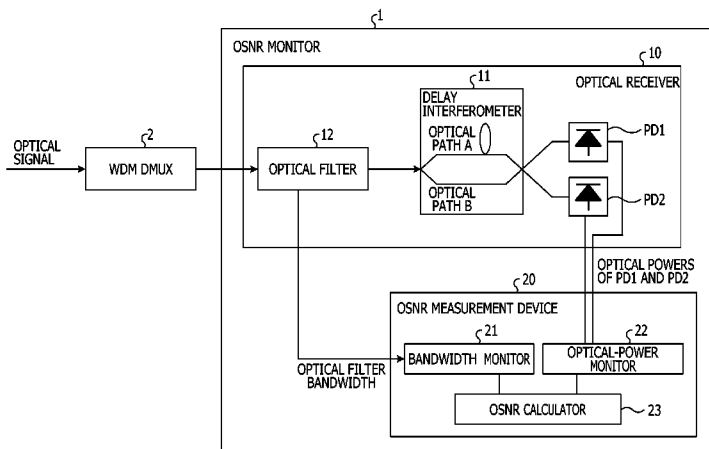 1
OSNR MONITOR
10
OPTICAL RECEIVER
11
DELAY
INTERFEROMETER
OPTICAL
PATH A
OPTICAL
PATH B
PD1
PD2
OPTICAL
SIGNAL
2
WDM DMUX
12
OPTICAL FILTER
OPTICAL POWERS
OF PD1 AND PD2
20
OSNR MEASUREMENT DEVICE
21
BANDWIDTH MONITOR
22
OPTICAL-POWER
MONITOR
OPTICAL FILTER
BANDWIDTH
OSNR CALCULATOR
23